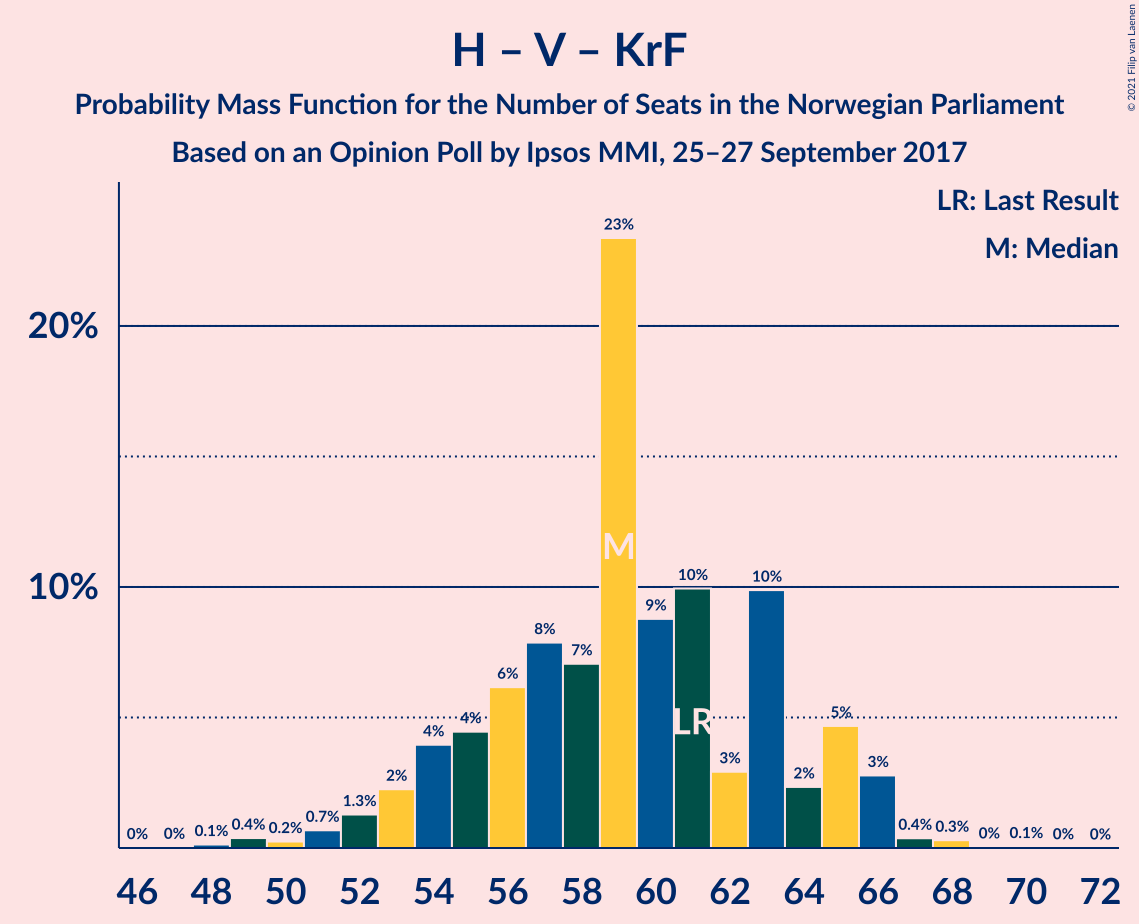 H – V – KrF
Probability Mass Function for the Number of Seats in the Norwegian Parliament
Based on an Opinion Poll by Ipsos MMI, 25–27 September 2017
© 2021 Filip van Laenen
LR: Last Result
M: Median
20%
10%
0% 0% 0.1% 0.4% 0.2% 0.7% 1.3% 2% 4% 4% 6% 8% 7% 23% 9% 10% 3% 10% 2% 5% 3% 0.4% 0.3% 0% 0.1% 0% 0%
M
LR
46 48 50 52 54 56 58 60 62 64 66 68 70 72